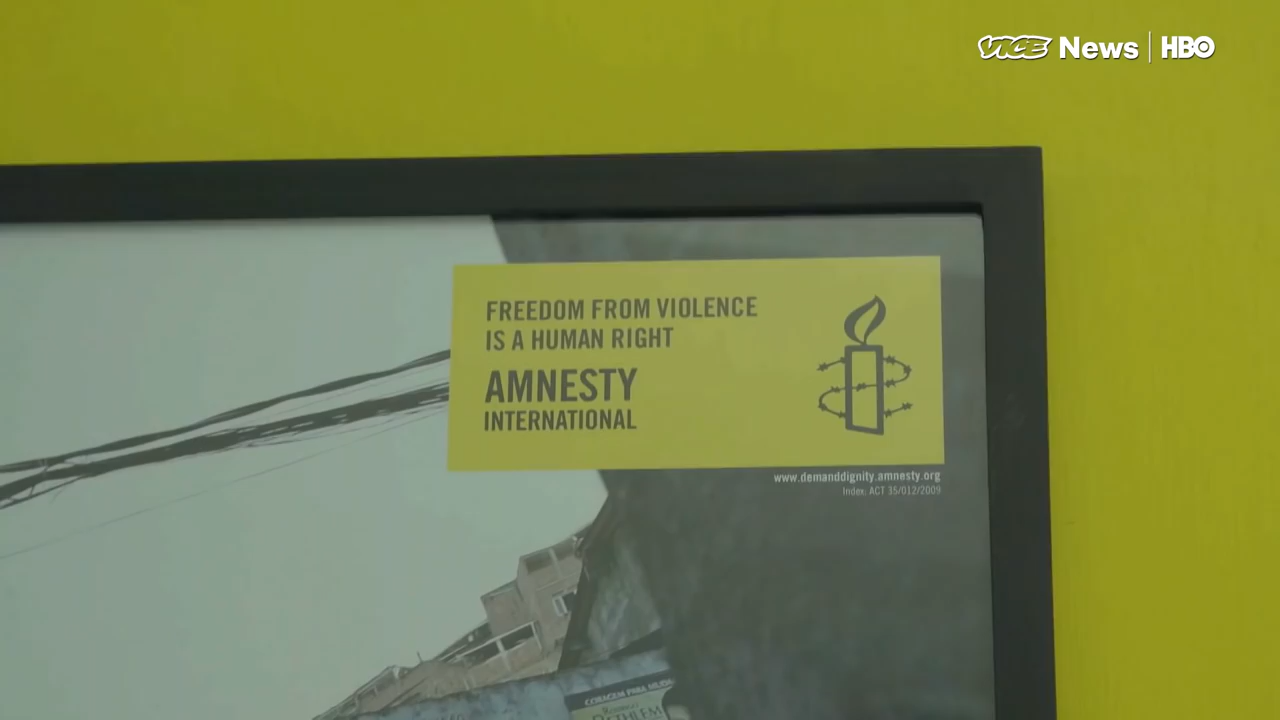 VICE News | HBO
FREEDOM FROM VIOLENCE
IS A HUMAN RIGHT
AMNESTY
INTERNATIONAL
www.demanddignity.amnesty.org
Index: ACT 35/012/2009
CORAGEM PARA MUDAR
BETHLEM